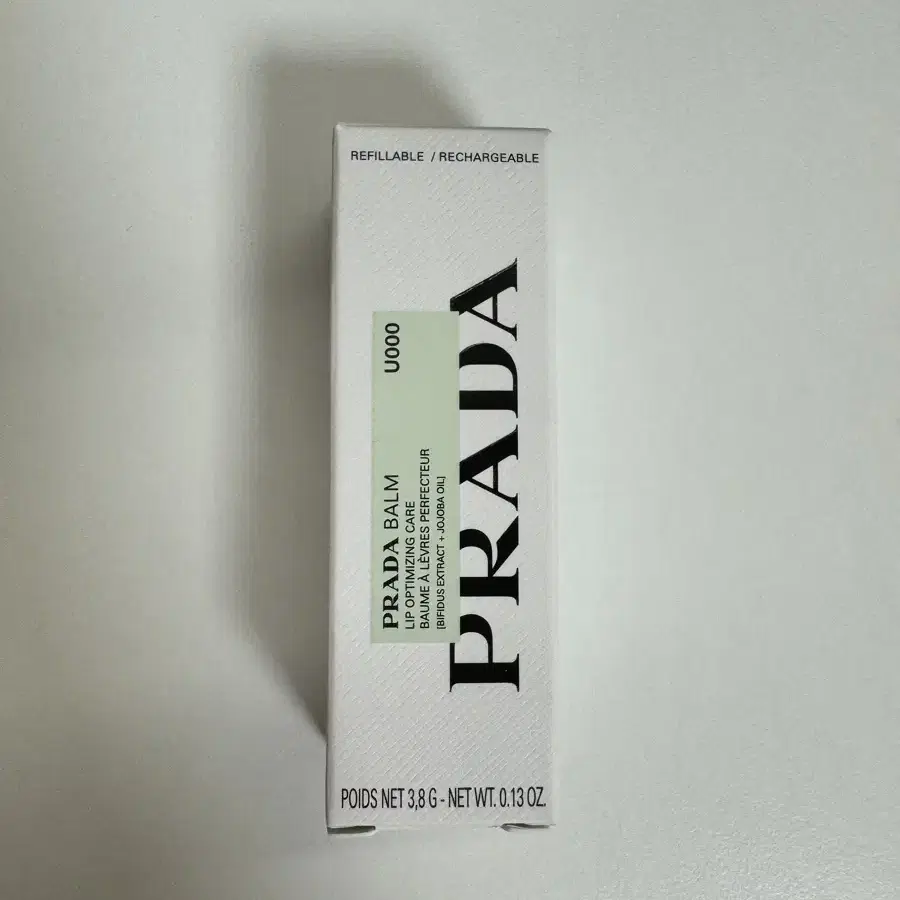 REFILLABLE / RECHARGEABLE
PRADA
PRADA BALM
U000
LIP OPTIMIZING CARE
BAUME À LÈVRES PERFECTEUR
[BIFIDUS EXTRACT + JOJOBA OIL]
POIDS NET 3,8 G - NET WT. 0.13 OZ.